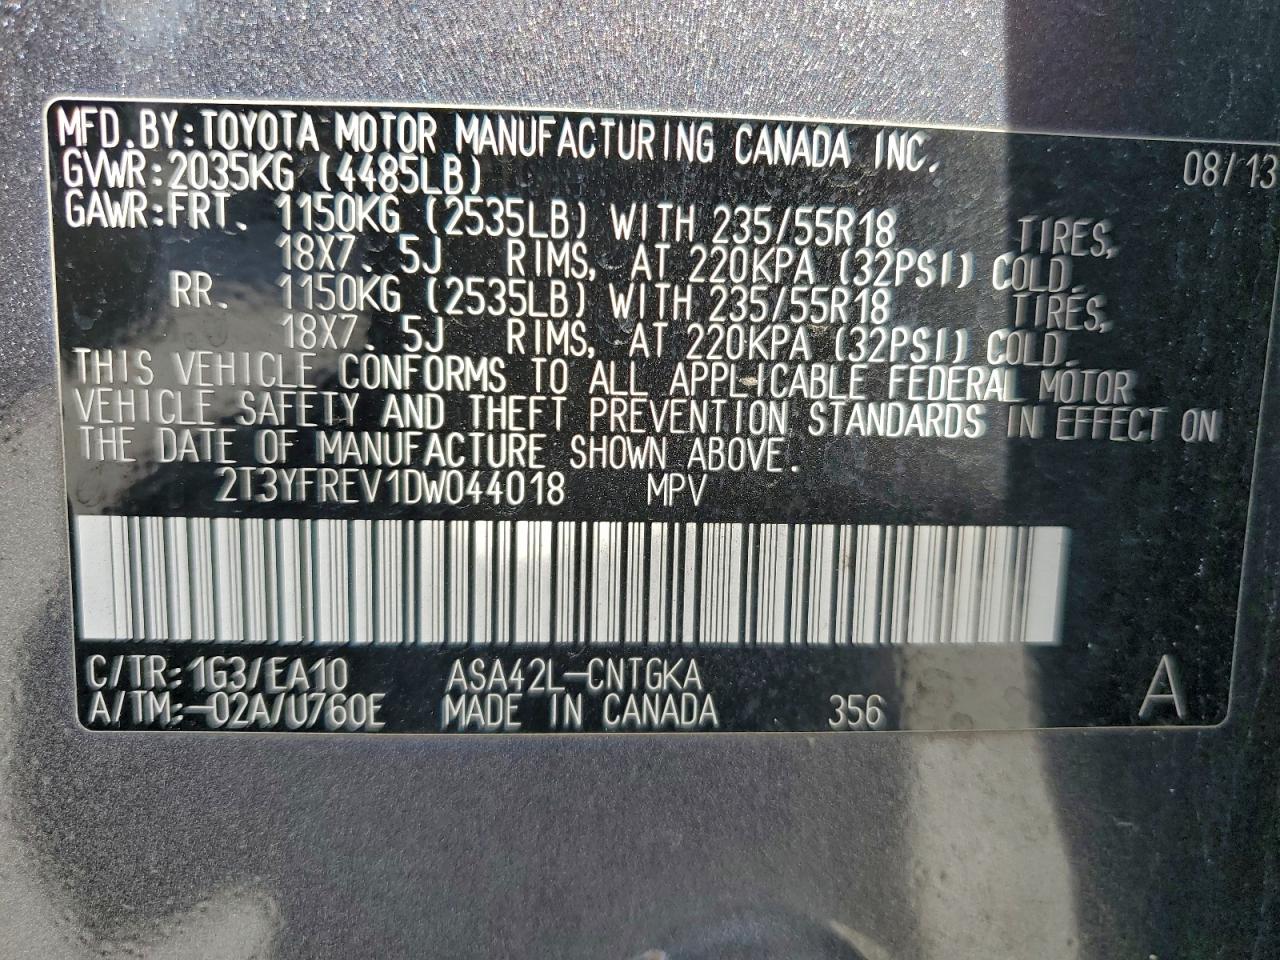 MFD.BY:TOYOTA MOTOR MANUFACTURING CANADA INC. 08/13
GVWR:2035KG (4485LB)
GAWR:FRT. 1150KG (2535LB) WITH 235/55R18 TIRES,
18X7.5J RIMS, AT 220KPA (32PSI) COLD.
RR. 1150KG (2535LB) WITH 235/55R18 TIRES,
18X7.5J RIMS, AT 220KPA (32PSI) COLD.
THIS VEHICLE CONFORMS TO ALL APPLICABLE FEDERAL MOTOR
VEHICLE SAFETY AND THEFT PREVENTION STANDARDS IN EFFECT ON
THE DATE OF MANUFACTURE SHOWN ABOVE.
2T3YFREV1DW044018 MPV
C/TR:1G3/EA10 ASA42L-CNTGKA
A/TM:-02A/U760E MADE IN CANADA 356 A